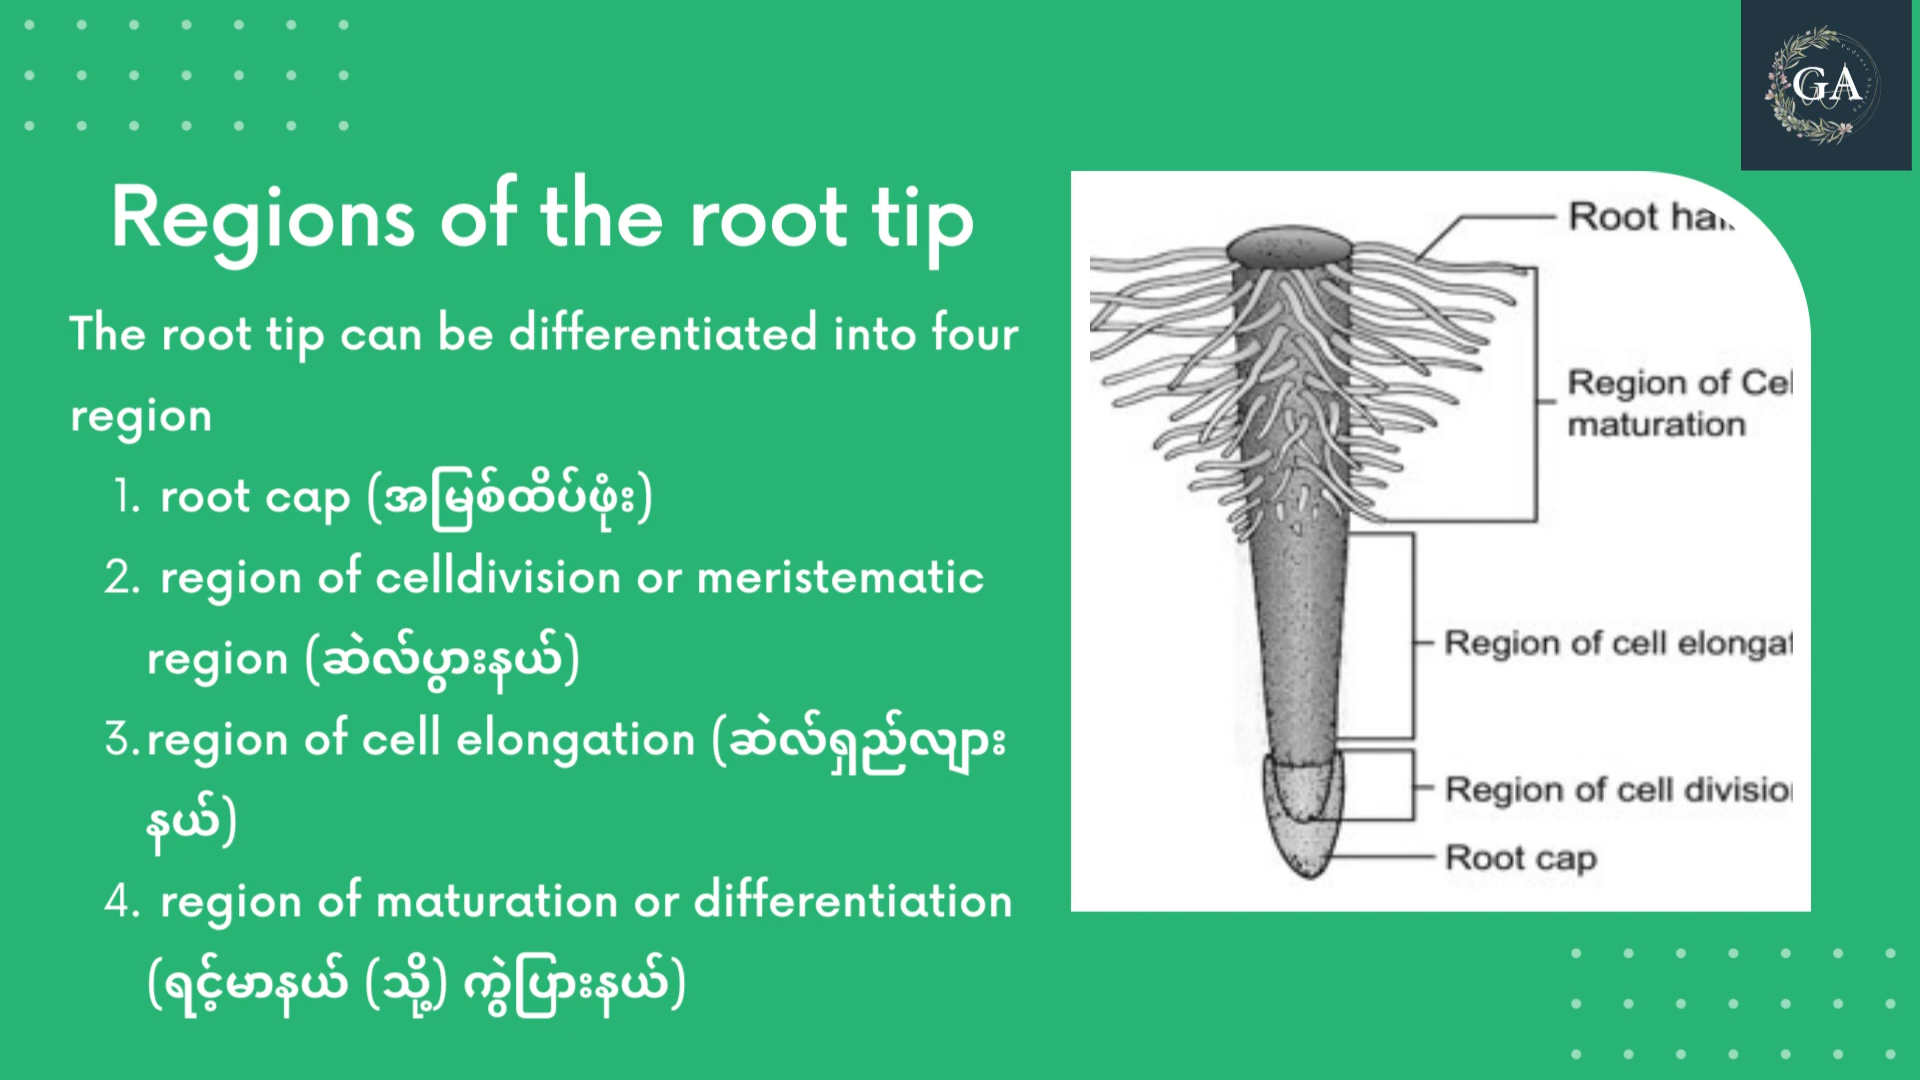 GA
Regions of the root tip
The root tip can be differentiated into four
region
1. root cap (အမြစ်ထိပ်ဖုံး)
2. region of celldivision or meristematic
region (ဆဲလ်ပွားနယ်)
3. region of cell elongation (ဆဲလ်ရှည်လျား
နယ်)
4. region of maturation or differentiation
(ရင့်မာနယ် (သို့) ကွဲပြားနယ်)
Root
Region of Cel
maturation
Region of cell elongat
Region of cell divisio
Root cap